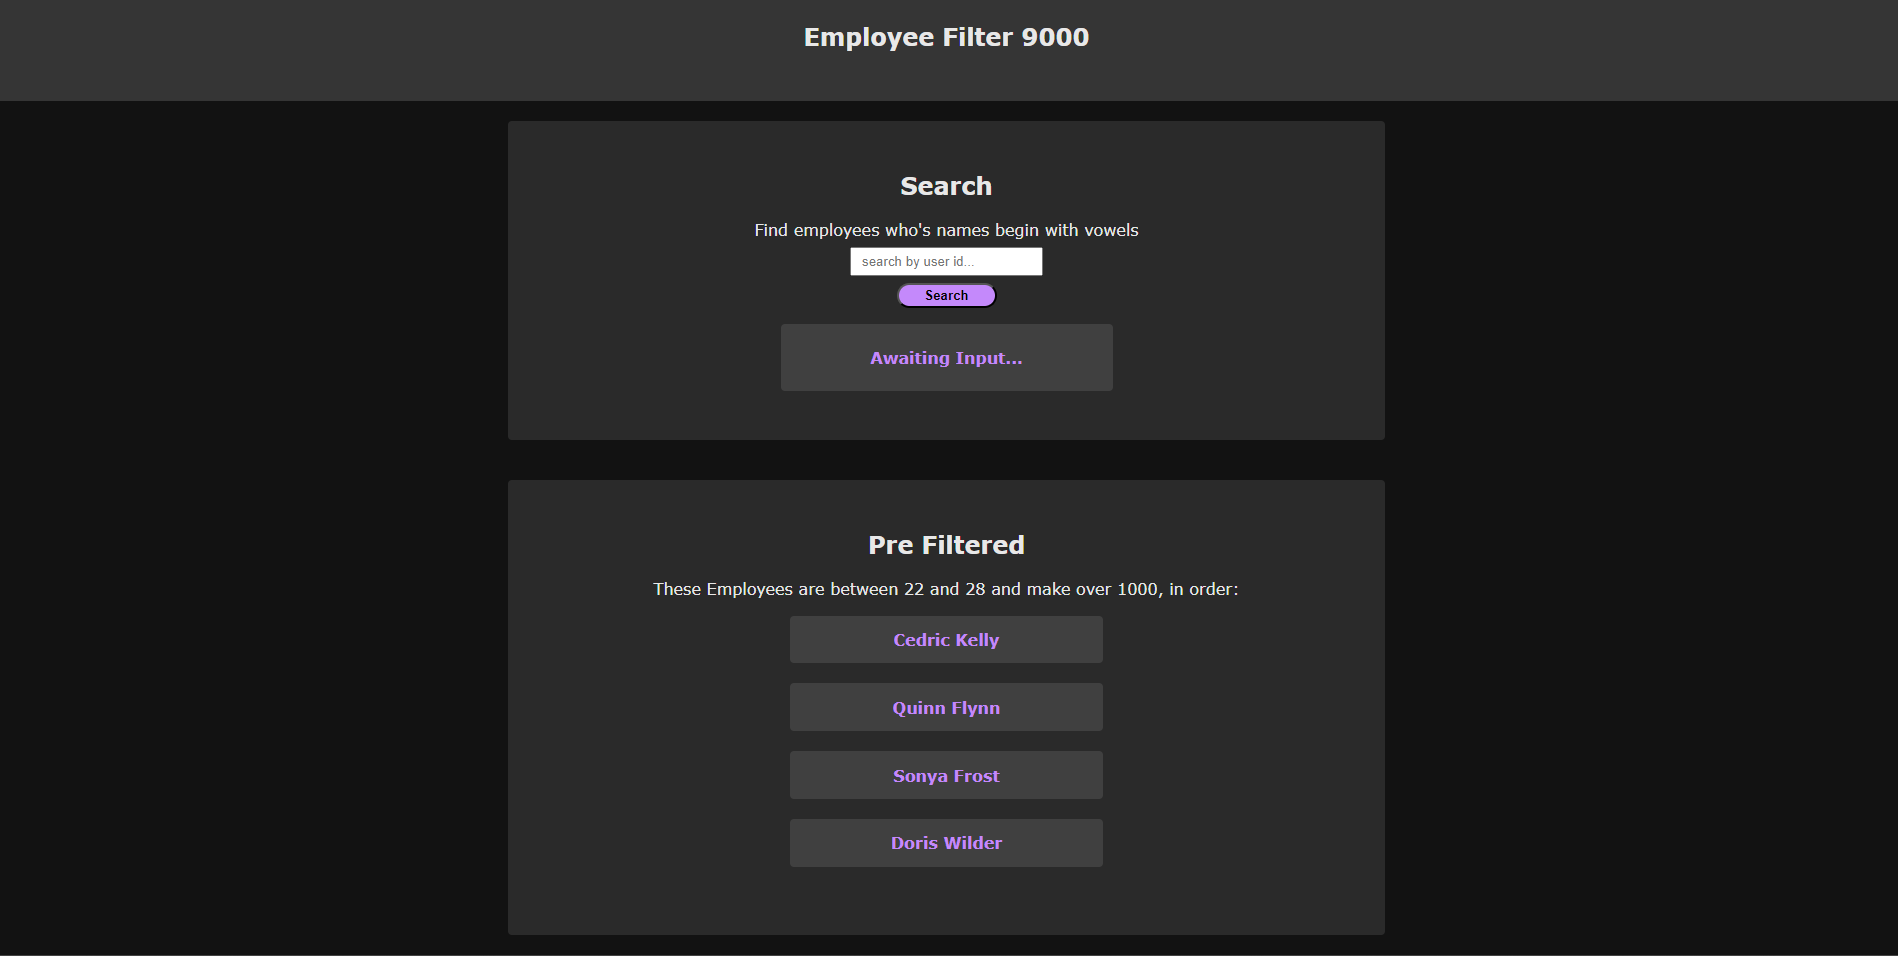 Employee Filter 9000
Search
Find employees who's names begin with vowels
search by user id...
Search
Awaiting Input...
Pre Filtered
These Employees are between 22 and 28 and make over 1000, in order:
Cedric Kelly
Quinn Flynn
Sonya Frost
Doris Wilder